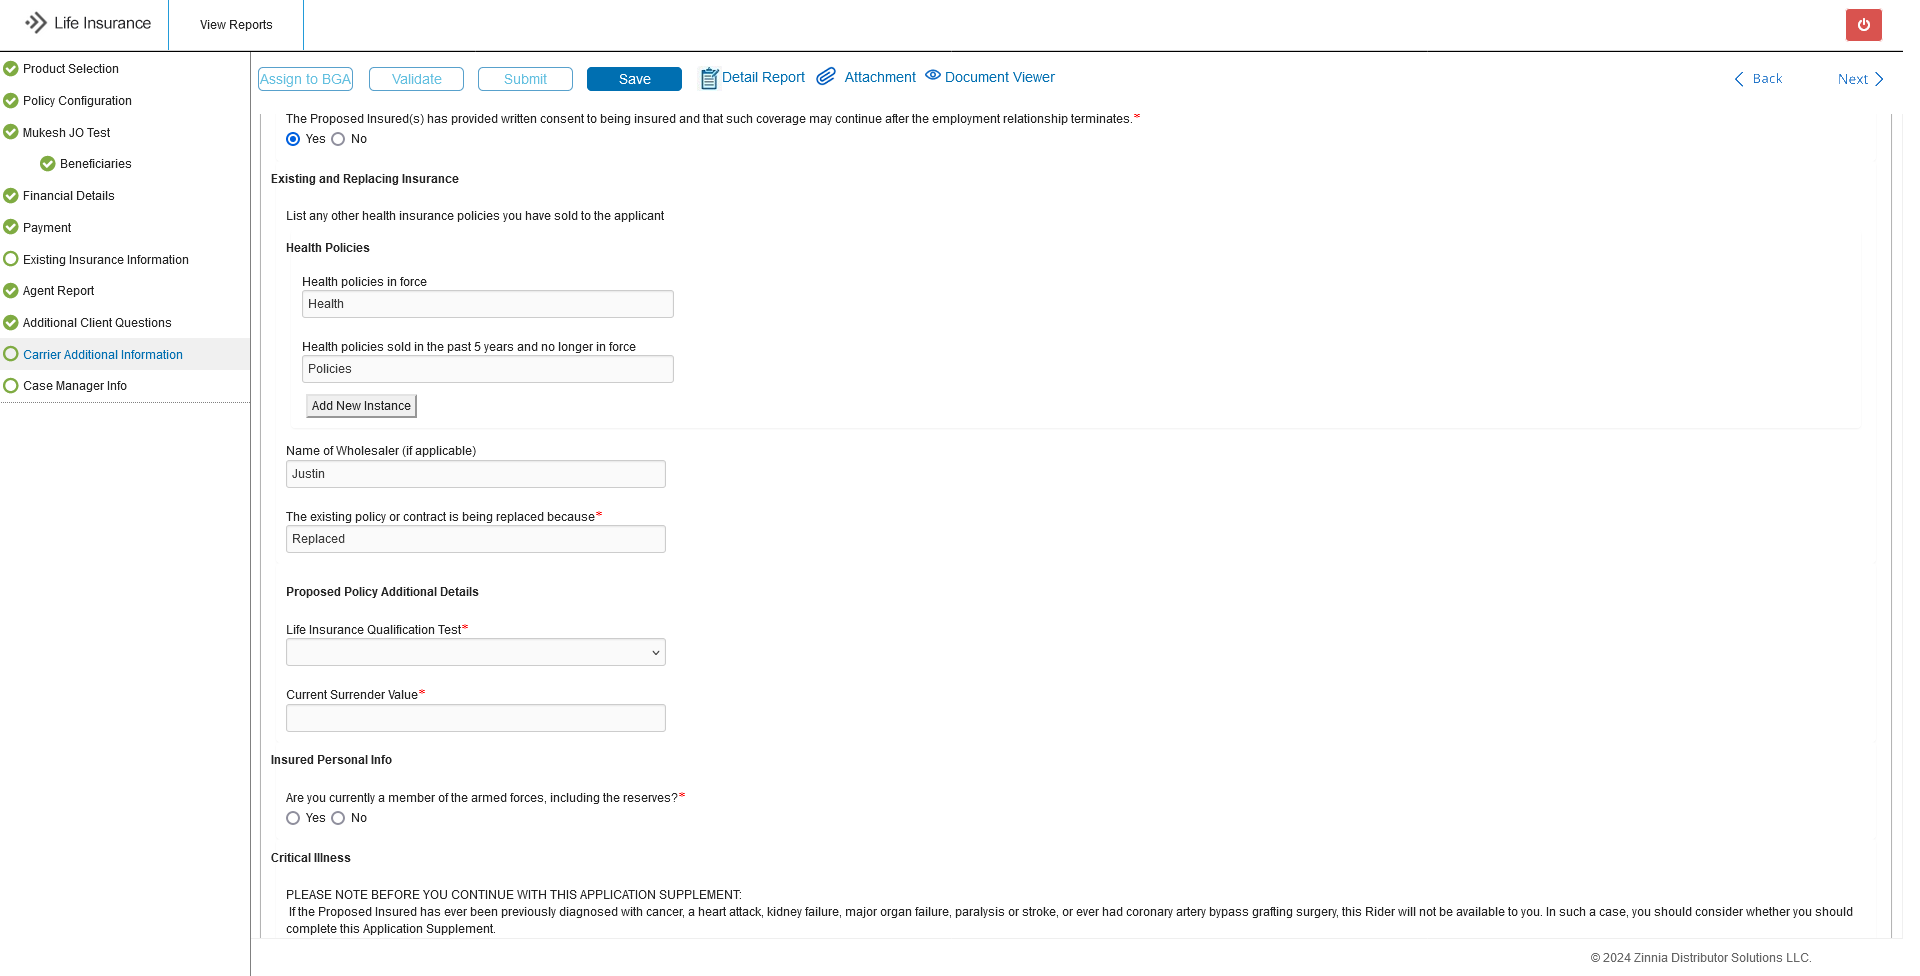 Life Insurance
View Reports
Product Selection
Policy Configuration
Mukesh JO Test
Beneficiaries
Financial Details
Payment
Existing Insurance Information
Agent Report
Additional Client Questions
Carrier Additional Information
Case Manager Info
Assign to BGA
Validate
Submit
Save
Detail Report
Attachment
Document Viewer
Back
Next
The Proposed Insured(s) has provided written consent to being insured and that such coverage may continue after the employment relationship terminates.*
Yes No
Existing and Replacing Insurance
List any other health insurance policies you have sold to the applicant
Health Policies
Health policies in force
Health
Health policies sold in the past 5 years and no longer in force
Policies
Add New Instance
Name of Wholesaler (if applicable)
Justin
The existing policy or contract is being replaced because*
Replaced
Proposed Policy Additional Details
Life Insurance Qualification Test*
Current Surrender Value*
Insured Personal Info
Are you currently a member of the armed forces, including the reserves?*
Yes No
Critical Illness
PLEASE NOTE BEFORE YOU CONTINUE WITH THIS APPLICATION SUPPLEMENT:
If the Proposed Insured has ever been previously diagnosed with cancer, a heart attack, kidney failure, major organ failure, paralysis or stroke, or ever had coronary artery bypass grafting surgery, this Rider will not be available to you. In such a case, you should consider whether you should
complete this Application Supplement.
© 2024 Zinnia Distributor Solutions LLC.